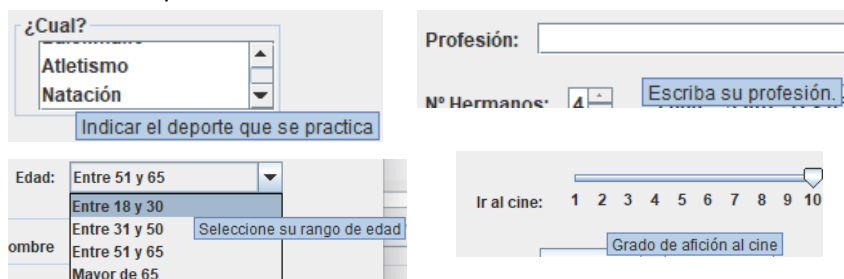 ¿Cual?
Atletismo
Natación
Indicar el deporte que se practica
Profesión:
Nº Hermanos: 4
Escriba su profesión.
Edad: Entre 51 y 65
Entre 18 y 30
Entre 31 y 50
Seleccione su rango de edad
ombre
Entre 51 y 65
Mayor de 65
Ir al cine: 1 2 3 4 5 6 7 8 9 10
Grado de afición al cine